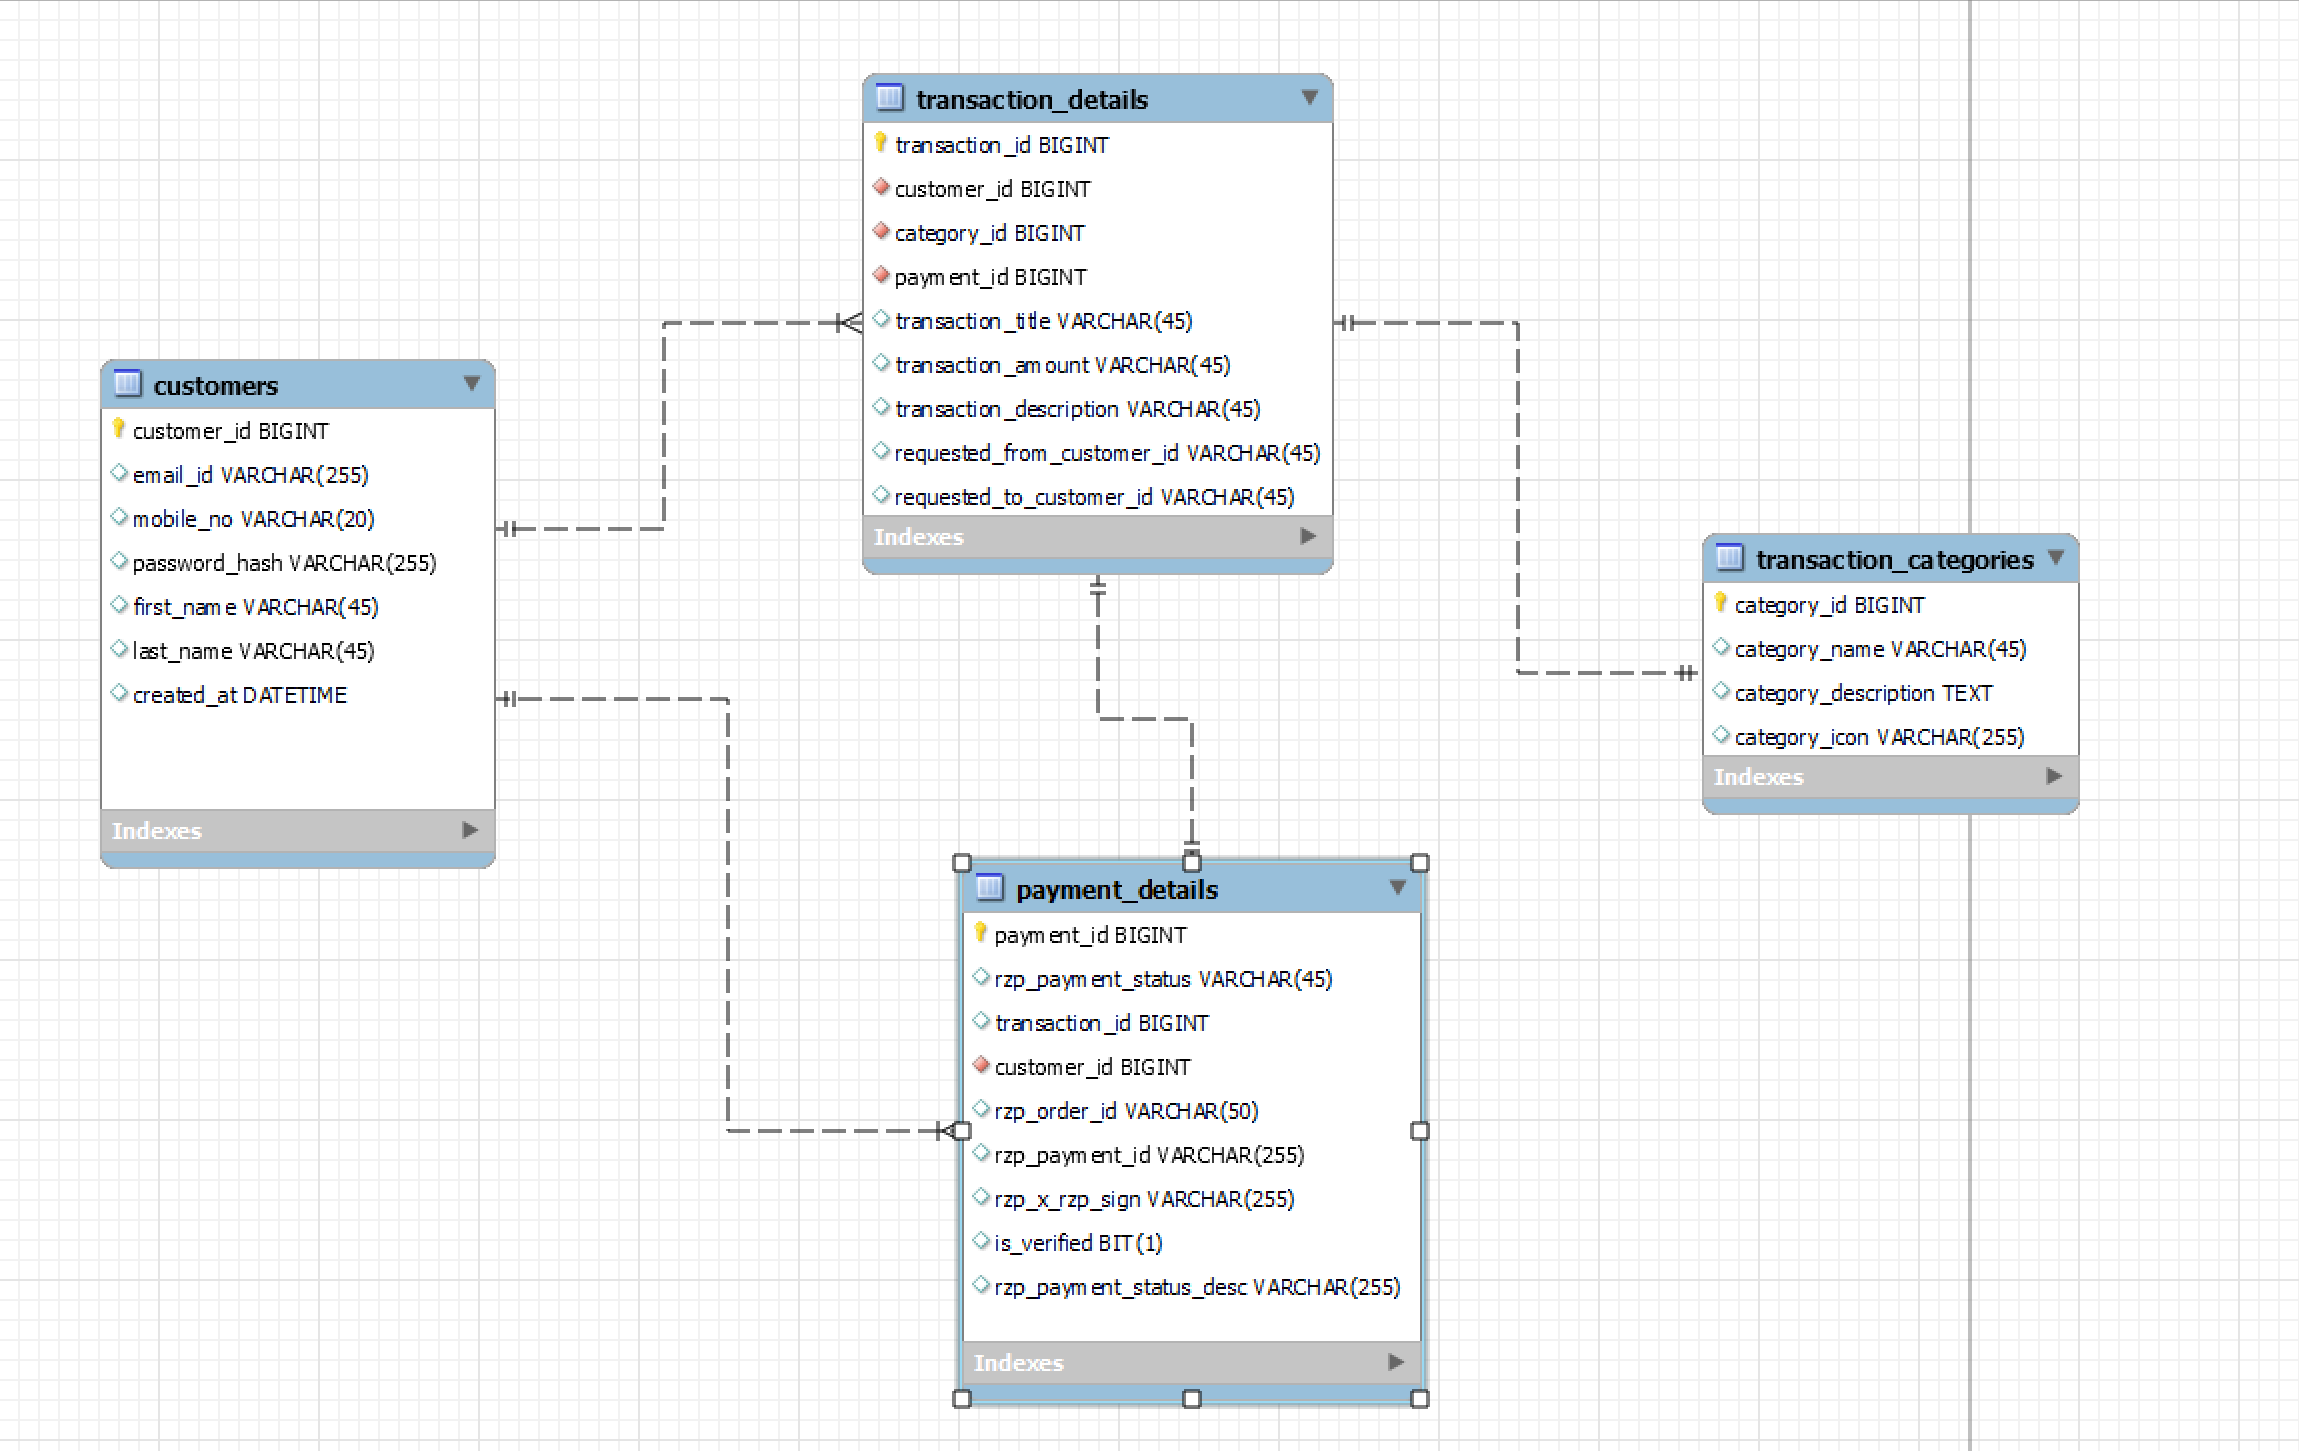 transaction_details
transaction_id BIGINT
customer_id BIGINT
category_id BIGINT
payment_id BIGINT
transaction_title VARCHAR(45)
transaction_amount VARCHAR(45)
transaction_description VARCHAR(45)
requested_from_customer_id VARCHAR(45)
requested_to_customer_id VARCHAR(45)
Indexes
customers
customer_id BIGINT
email_id VARCHAR(255)
mobile_no VARCHAR(20)
password_hash VARCHAR(255)
first_name VARCHAR(45)
last_name VARCHAR(45)
created_at DATETIME
Indexes
transaction_categories
category_id BIGINT
category_name VARCHAR(45)
category_description TEXT
category_icon VARCHAR(255)
Indexes
payment_details
payment_id BIGINT
rzp_payment_status VARCHAR(45)
transaction_id BIGINT
customer_id BIGINT
rzp_order_id VARCHAR(50)
rzp_payment_id VARCHAR(255)
rzp_x_rzp_sign VARCHAR(255)
is_verified BIT(1)
rzp_payment_status_desc VARCHAR(255)
Indexes